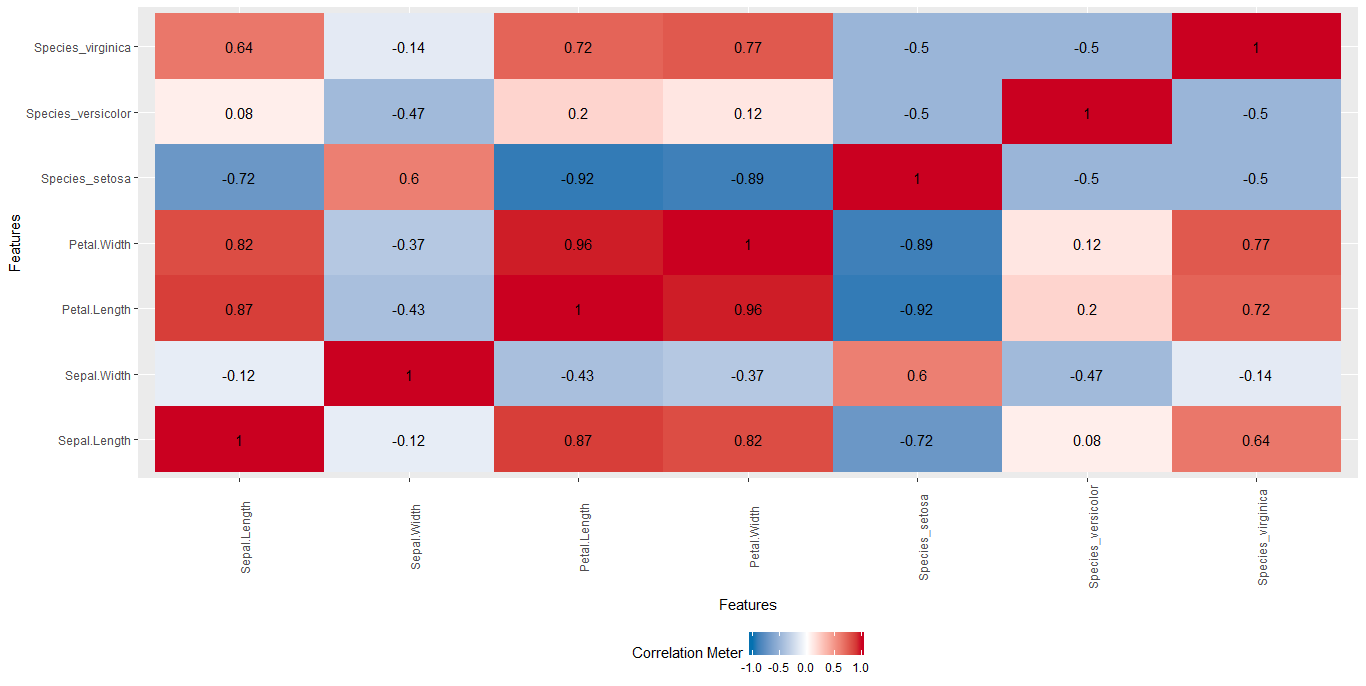 Species_virginica 0.64 -0.14 0.72 0.77 -0.5 -0.5 1
Species_versicolor 0.08 -0.47 0.2 0.12 -0.5 1 -0.5
Species_setosa -0.72 0.6 -0.92 -0.89 1 -0.5 -0.5
Petal.Width 0.82 -0.37 0.96 1 -0.89 0.12 0.77
Petal.Length 0.87 -0.43 1 0.96 -0.92 0.2 0.72
Sepal.Width -0.12 1 -0.43 -0.37 0.6 -0.47 -0.14
Sepal.Length 1 -0.12 0.87 0.82 -0.72 0.08 0.64
Features
Sepal.Length Sepal.Width Petal.Length Petal.Width Species_setosa Species_versicolor Species_virginica
Features
Correlation Meter
-1.0 -0.5 0.0 0.5 1.0